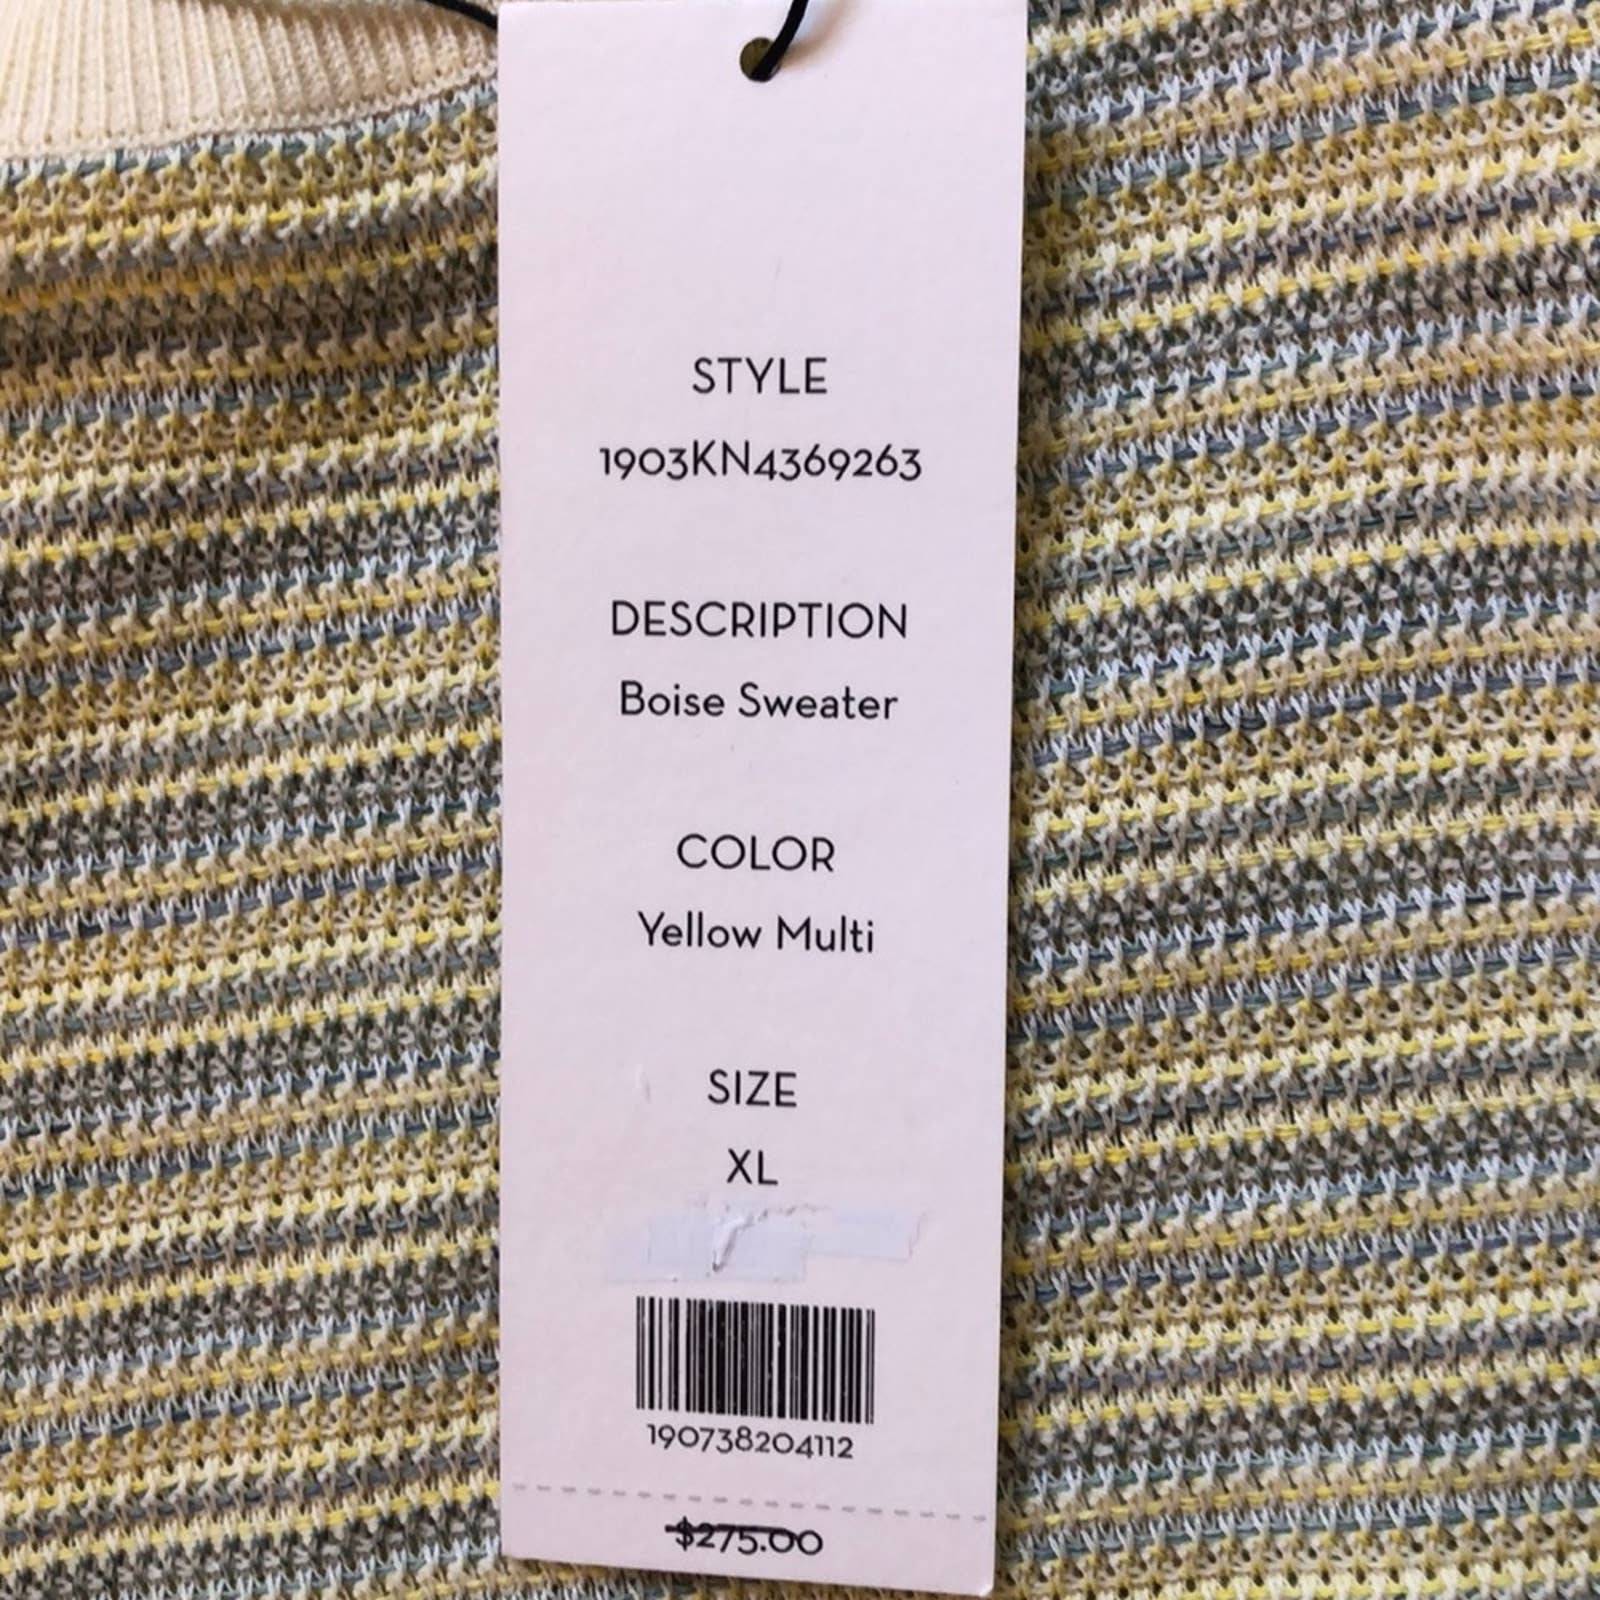 STYLE
1903KN4369263
DESCRIPTION
Boise Sweater
COLOR
Yellow Multi
SIZE
XL
190738204112
$275.00